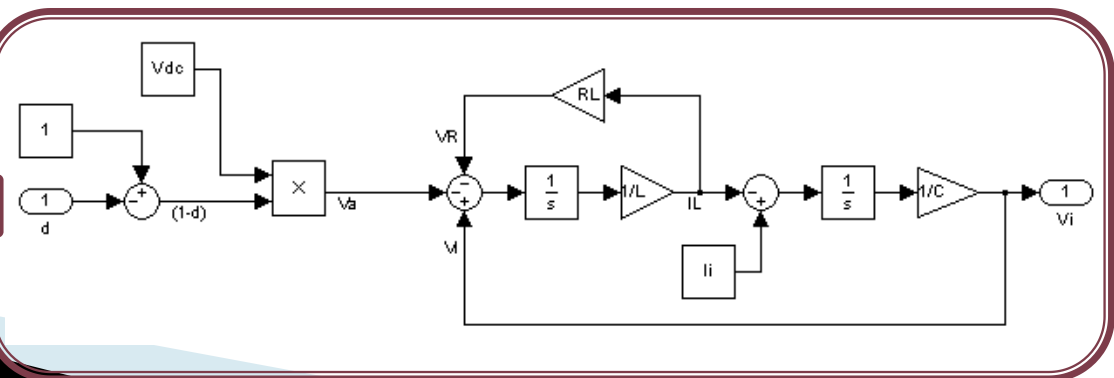 Vdc
1
RL
VR
1
d
(1-d)
×
Va
1
s
1/L
IL
1
s
1/C
1
Vi
Vi
Ii